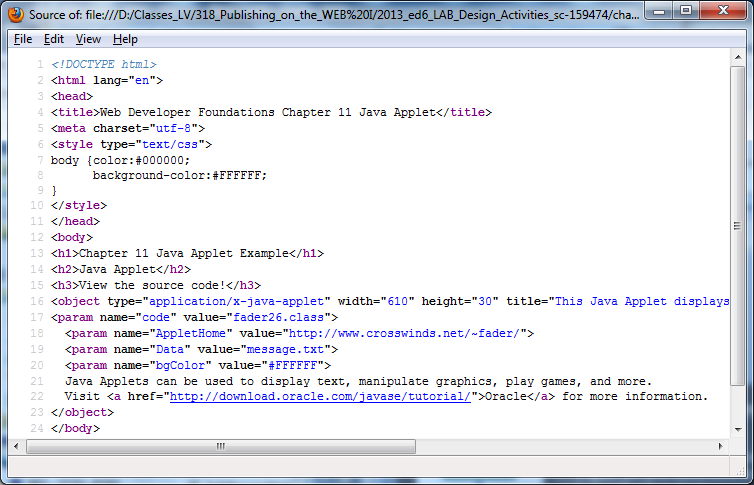 Source of: file:///D:/Classes_LV/318_Publishing_on_the_WEB%20I/2013_ed6_LAB_Design_Activities_sc-159474/cha...
File Edit View Help
1 <!DOCTYPE html>
2 <html lang="en">
3 <head>
4 <title>Web Developer Foundations Chapter 11 Java Applet</title>
5 <meta charset="utf-8">
6 <style type="text/css">
7 body {color:#000000;
8 background-color:#FFFFFF;
9 }
10 </style>
11 </head>
12 <body>
13 <h1>Chapter 11 Java Applet Example</h1>
14 <h2>Java Applet</h2>
15 <h3>View the source code!</h3>
16 <object type="application/x-java-applet" width="610" height="30" title="This Java Applet displays
17 <param name="code" value="fader26.class">
18 <param name="AppletHome" value="http://www.crosswinds.net/~fader/">
19 <param name="Data" value="message.txt">
20 <param name="bgColor" value="#FFFFFF">
21 Java Applets can be used to display text, manipulate graphics, play games, and more.
22 Visit <a href="http://download.oracle.com/javase/tutorial/">Oracle</a> for more information.
23 </object>
24 </body>